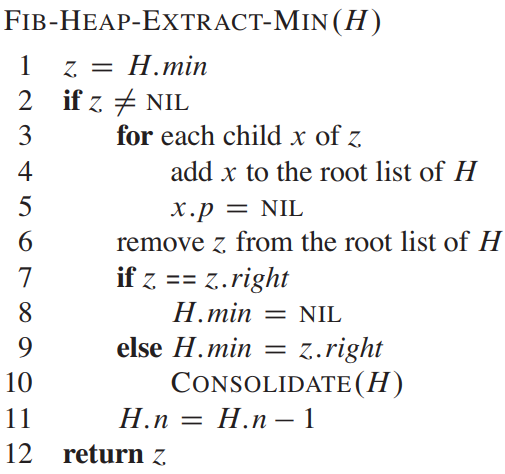 FIB-HEAP-EXTRACT-MIN(H)
1 z = H.min
2 if z ≠ NIL
3 for each child x of z
4 add x to the root list of H
5 x.p = NIL
6 remove z from the root list of H
7 if z == z.right
8 H.min = NIL
9 else H.min = z.right
10 CONSOLIDATE(H)
11 H.n = H.n − 1
12 return z